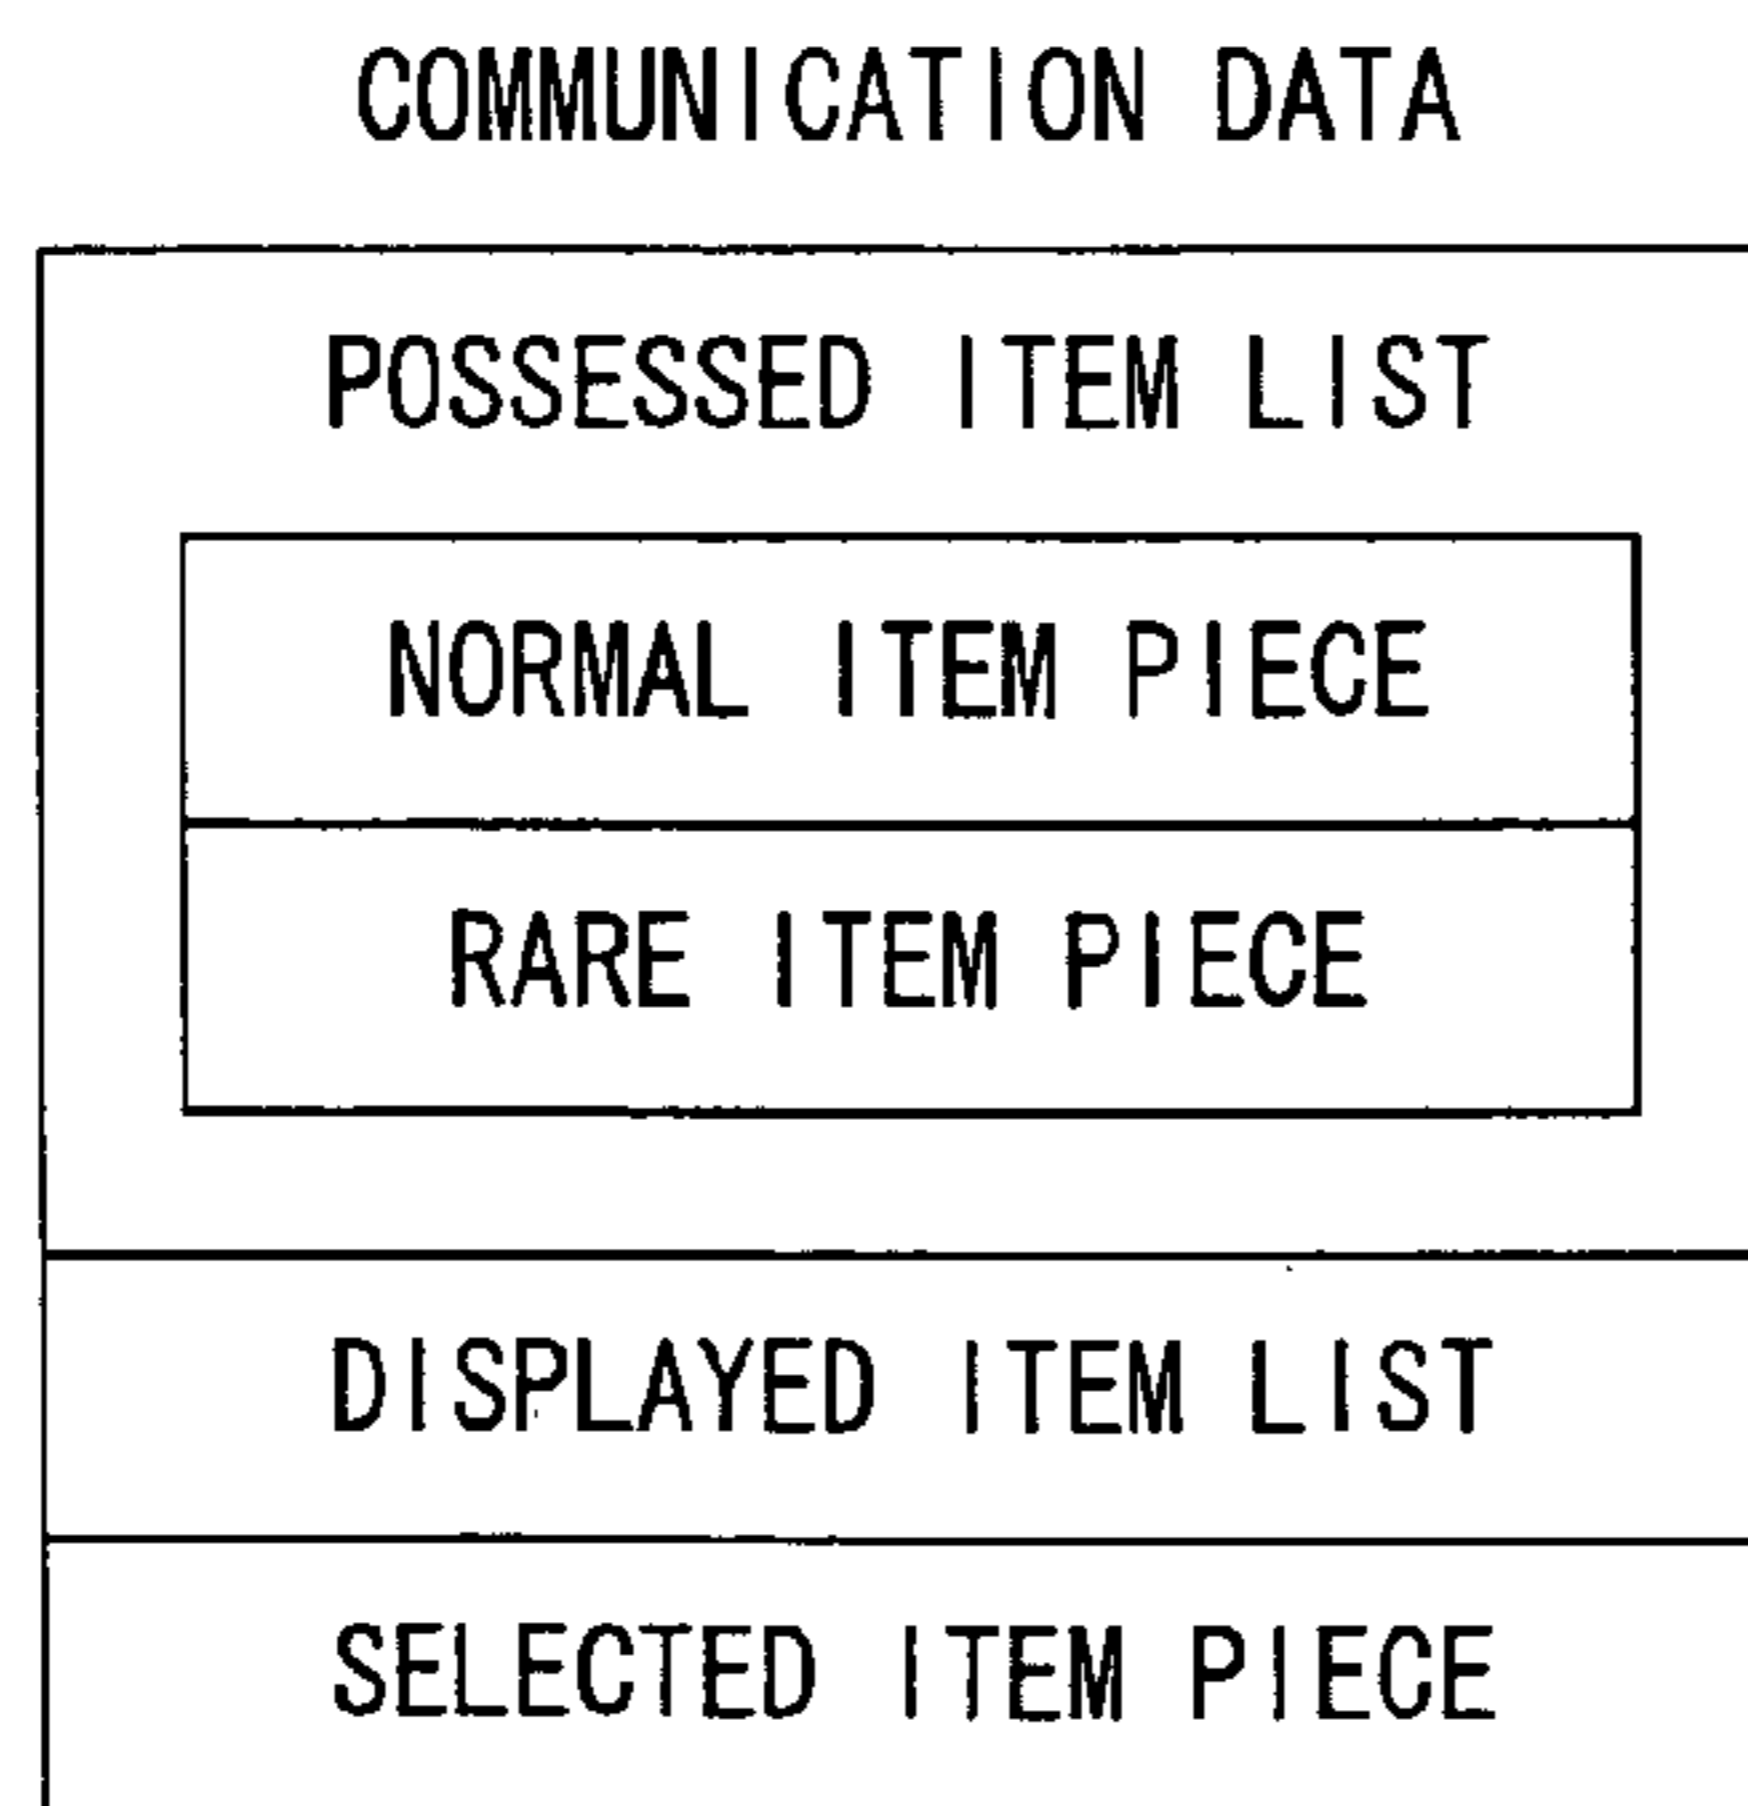 COMMUNICATION DATA
POSSESSED ITEM LIST
NORMAL ITEM PIECE
RARE ITEM PIECE
DISPLAYED ITEM LIST
SELECTED ITEM PIECE